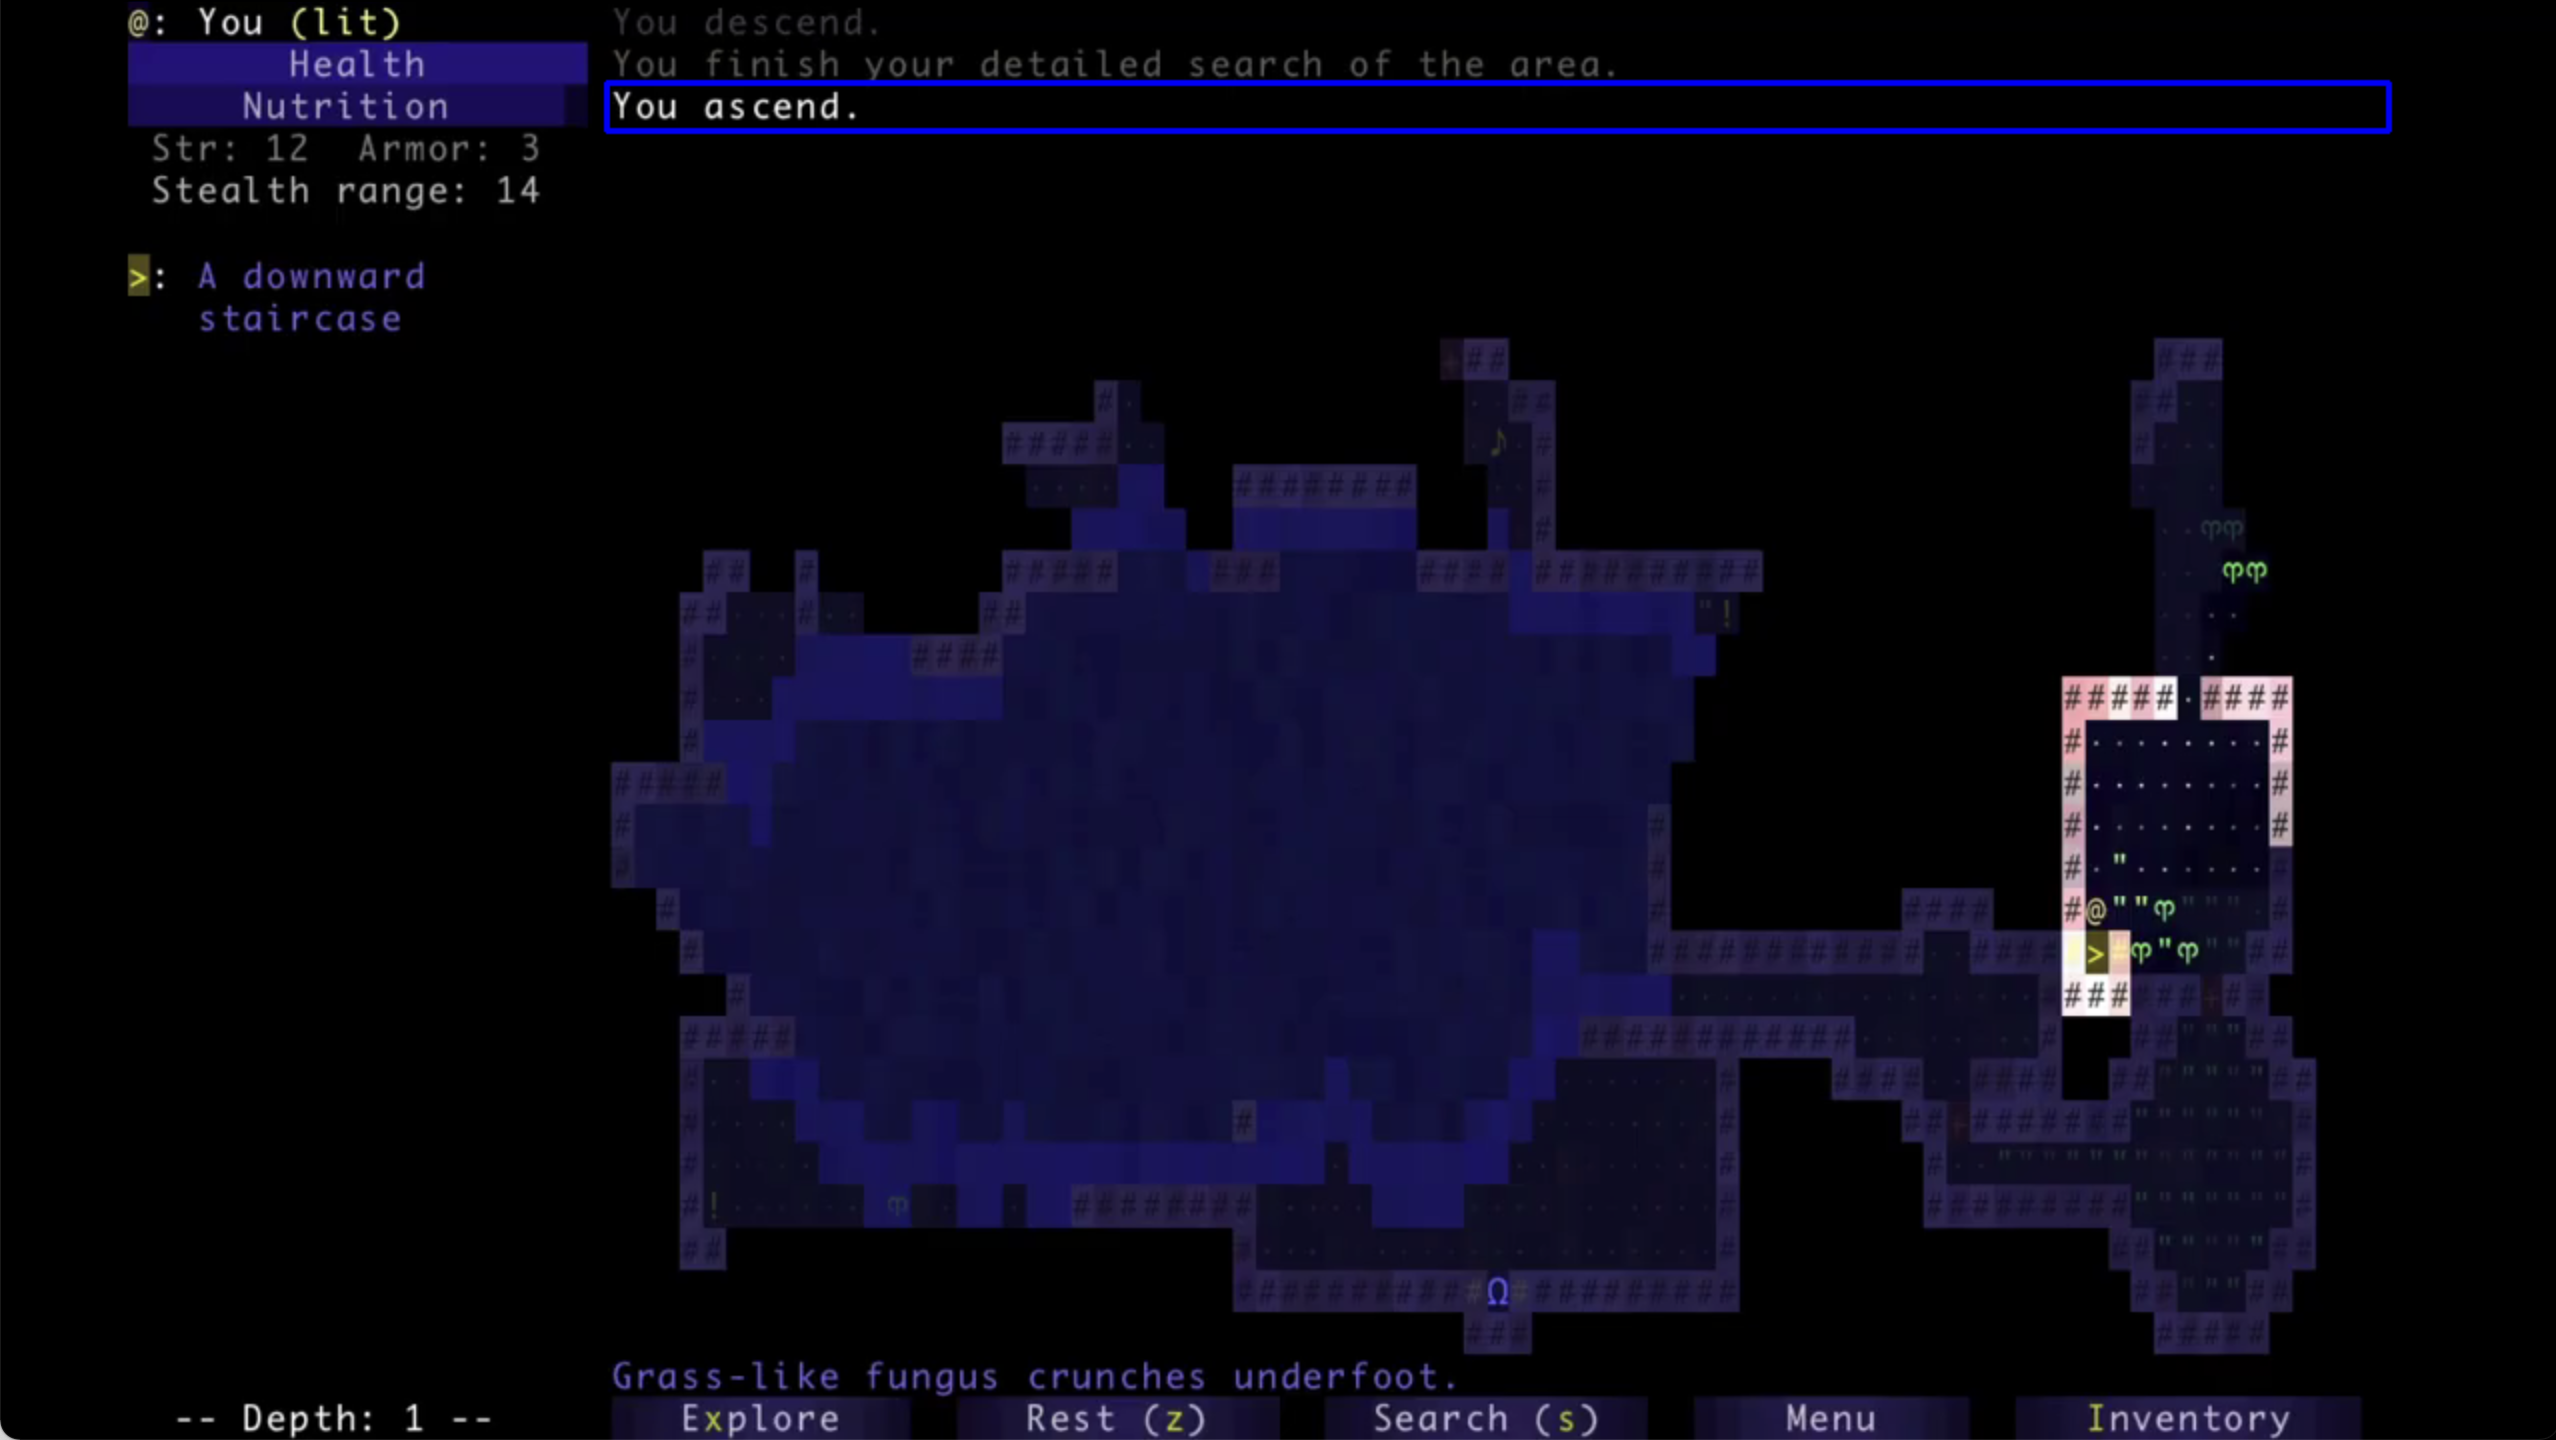 @: You (lit)
Health
Nutrition
Str: 12 Armor: 3
Stealth range: 14
>: A downward
staircase
You descend.
You finish your detailed search of the area.
You ascend.
Grass-like fungus crunches underfoot.
-- Depth: 1 --
Explore
Rest (z)
Search (s)
Menu
Inventory